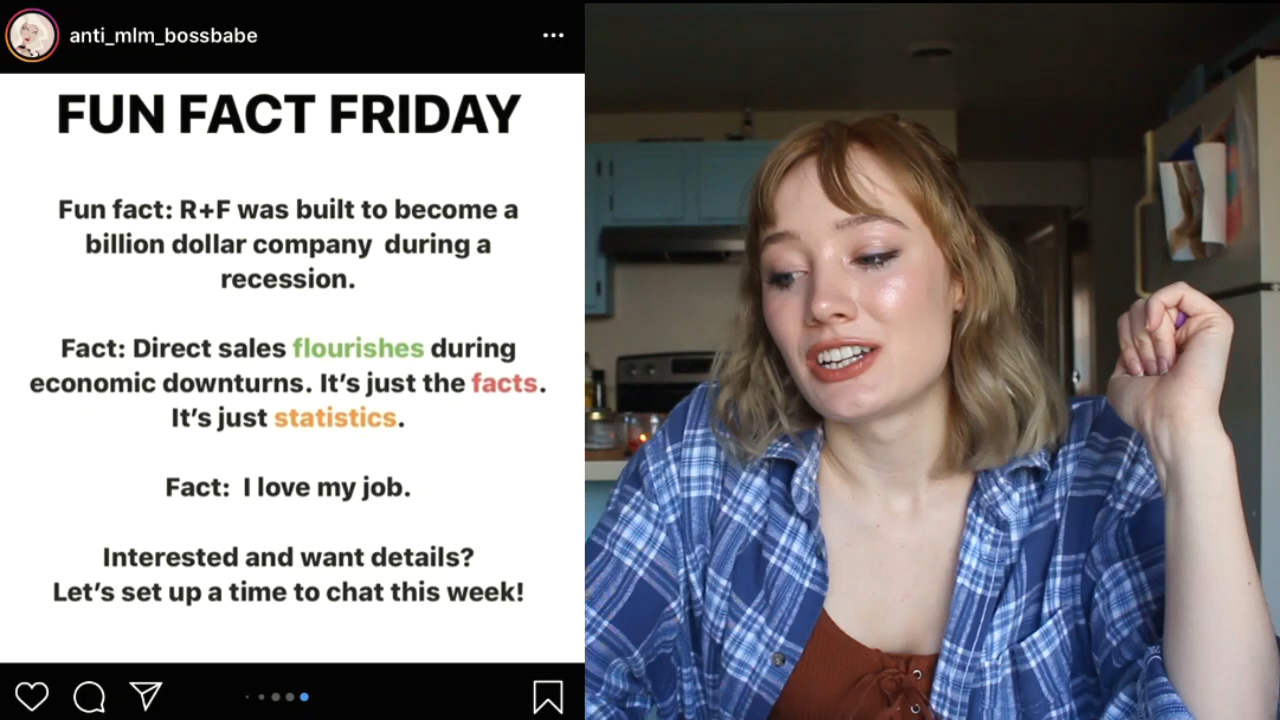 anti_mlm_bossbabe
FUN FACT FRIDAY
Fun fact: R+F was built to become a
billion dollar company during a
recession.
Fact: Direct sales flourishes during
economic downturns. It's just the facts.
It's just statistics.
Fact: I love my job.
Interested and want details?
Let's set up a time to chat this week!